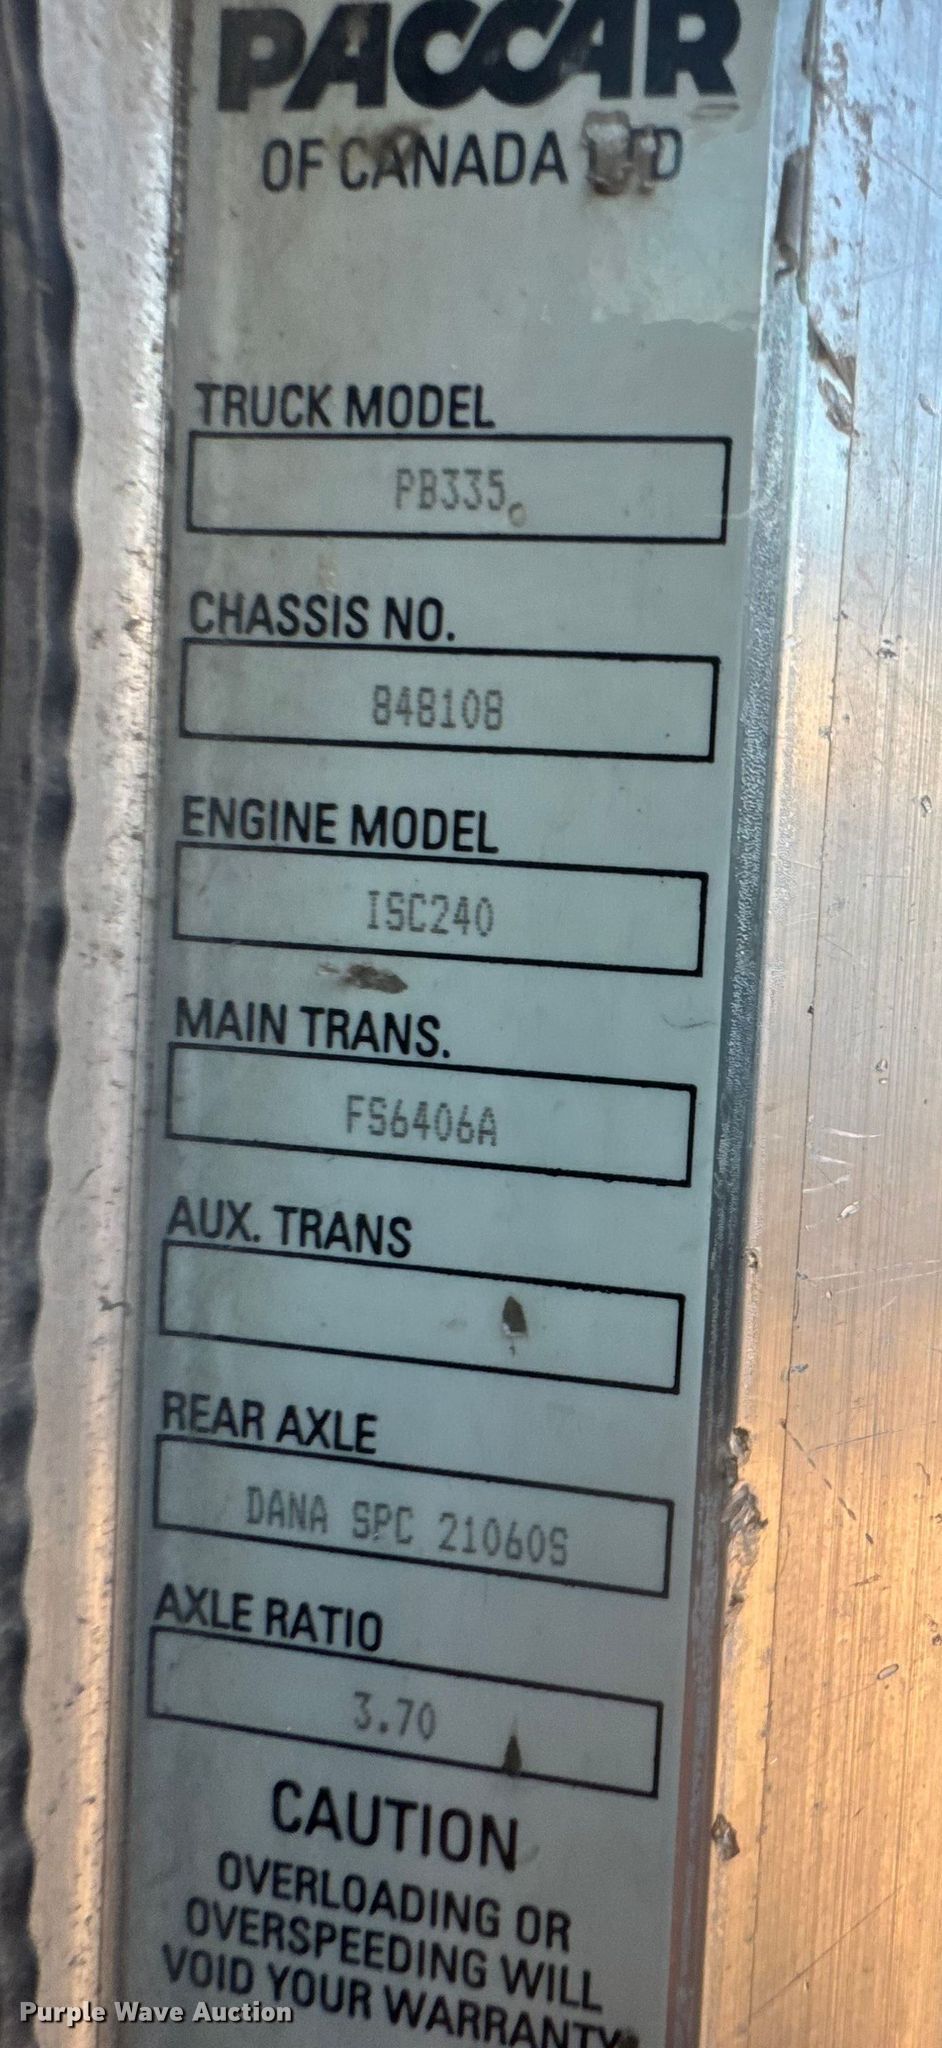 PACCAR
OF CANADA LTD
TRUCK MODEL
PB335
CHASSIS NO.
848108
ENGINE MODEL
ISC240
MAIN TRANS.
FS6406A
AUX. TRANS
REAR AXLE
DANA SPC 21060S
AXLE RATIO
3.70
CAUTION
OVERLOADING OR
OVERSPEEDING WILL
VOID YOUR WARRANTY
Purple Wave Auction